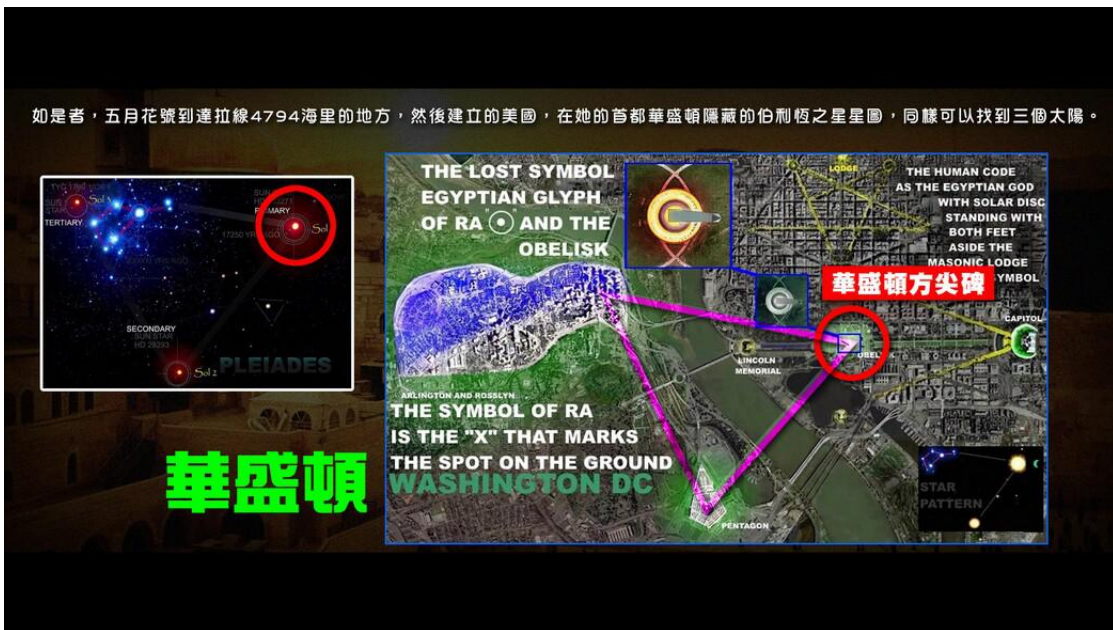 如是者，五月花號到達拉線4794海里的地方，然後建立的美國，在她的首都華盛頓隱藏的伯利恆之星星圖，同樣可以找到三個太陽。
TERTIARY
PRIMARY
Sol
SECONDARY
SUN STAR
HD 28293
Sol 2
PLEIADES
華盛頓
THE LOST SYMBOL
EGYPTIAN GLYPH
OF RA "☉" AND THE
OBELISK
LODGE
THE HUMAN CODE
AS THE EGYPTIAN GOD
WITH SOLAR DISC
STANDING WITH
BOTH FEET
ASIDE THE
MASONIC LODGE
SYMBOL
華盛頓方尖碑
CAPITOL
OBEL
LINCOLN
MEMORIAL
ARLINGTON AND ROSSLYN
THE SYMBOL OF RA
IS THE "X" THAT MARKS
THE SPOT ON THE GROUND
WASHINGTON DC
PENTAGON
STAR
PATTERN